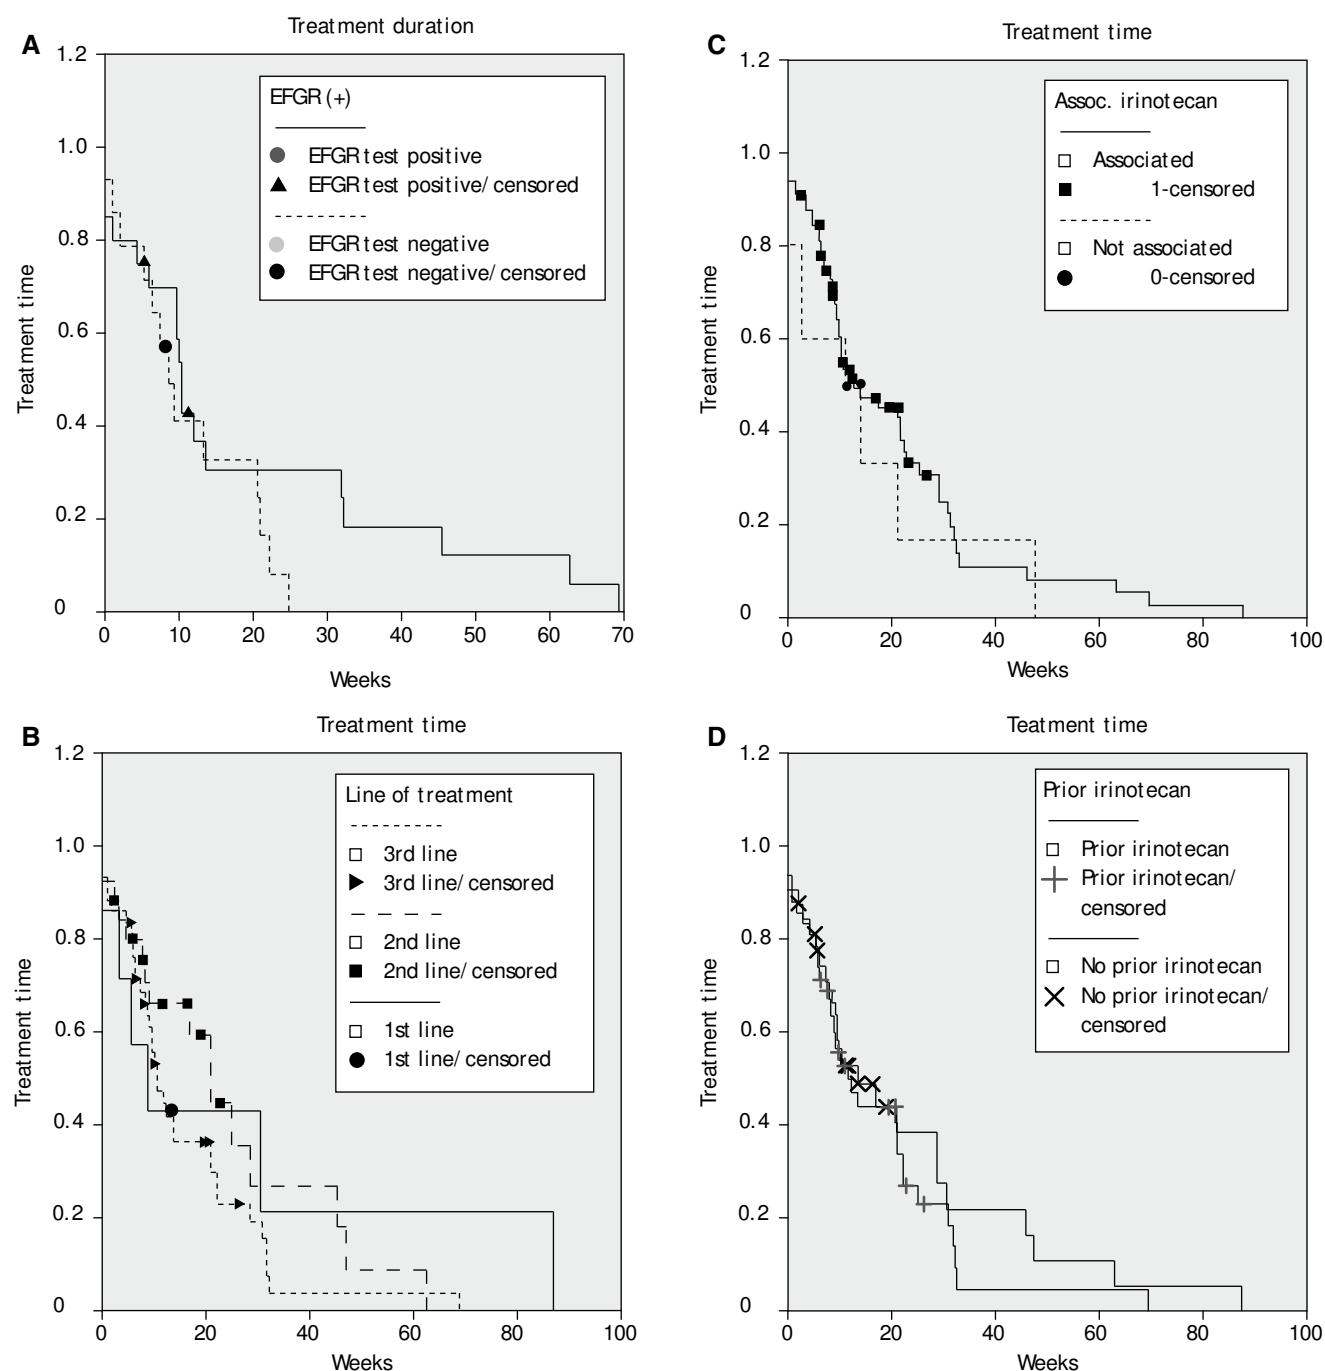 A
Treatment duration
1.2
1.0
0.8
0.6
0.4
0.2
0
Treatment time
EFGR (+)
EFGR test positive
EFGR test positive/ censored
EFGR test negative
EFGR test negative/ censored
0 10 20 30 40 50 60 70
Weeks
C
Treatment time
1.2
1.0
0.8
0.6
0.4
0.2
0
Treatment time
Assoc. irinotecan
Associated
1-censored
Not associated
0-censored
0 20 40 60 80 100
Weeks
B
Treatment time
1.2
1.0
0.8
0.6
0.4
0.2
0
Treatment time
Line of treatment
3rd line
3rd line/ censored
2nd line
2nd line/ censored
1st line
1st line/ censored
0 20 40 60 80 100
Weeks
D
Teatment time
1.2
1.0
0.8
0.6
0.4
0.2
0
Treatment time
Prior irinotecan
Prior irinotecan
Prior irinotecan/
censored
No prior irinotecan
No prior irinotecan/
censored
0 20 40 60 80 100
Weeks